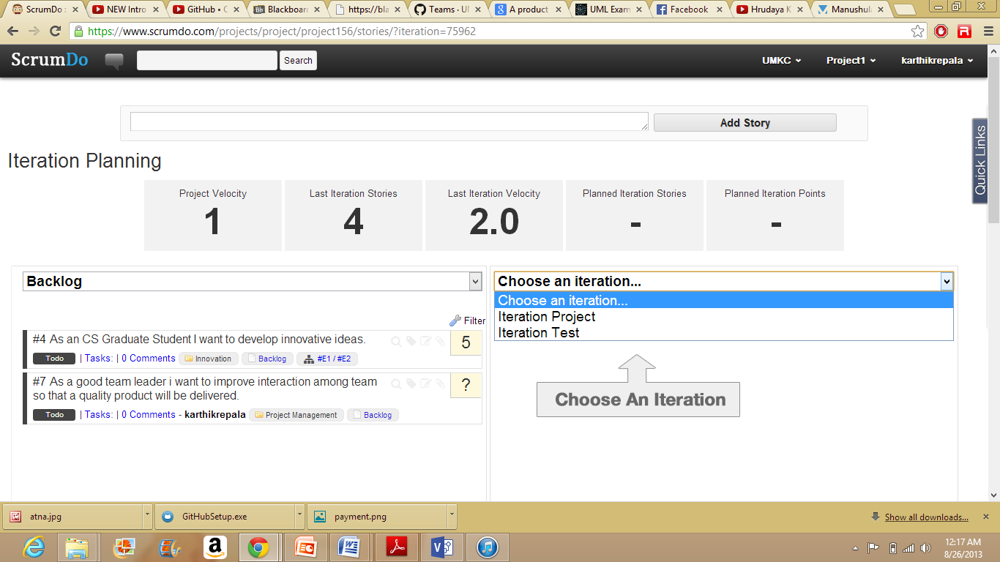 ScrumDo s
NEW Intro
GitHub • C
Blackboard
https://bla
Teams · U
A product
UML Exam
Facebook
Hrudaya K
Manushula
https://www.scrumdo.com/projects/project/project156/stories/?iteration=75962
ScrumDo
Search
UMKC
Project1
karthikrepala
Add Story
Quick Links
Iteration Planning
Project Velocity
1
Last Iteration Stories
4
Last Iteration Velocity
2.0
Planned Iteration Stories
-
Planned Iteration Points
-
Backlog
Filter
#4 As an CS Graduate Student I want to develop innovative ideas.
5
Todo | Tasks: | 0 Comments Innovation Backlog #E1 / #E2
#7 As a good team leader i want to improve interaction among team
so that a quality product will be delivered.
?
Todo | Tasks: | 0 Comments - karthikrepala Project Management Backlog
Choose an iteration...
Choose an iteration...
Iteration Project
Iteration Test
Choose An Iteration
atna.jpg
GitHubSetup.exe
payment.png
Show all downloads...
12:17 AM
8/26/2013